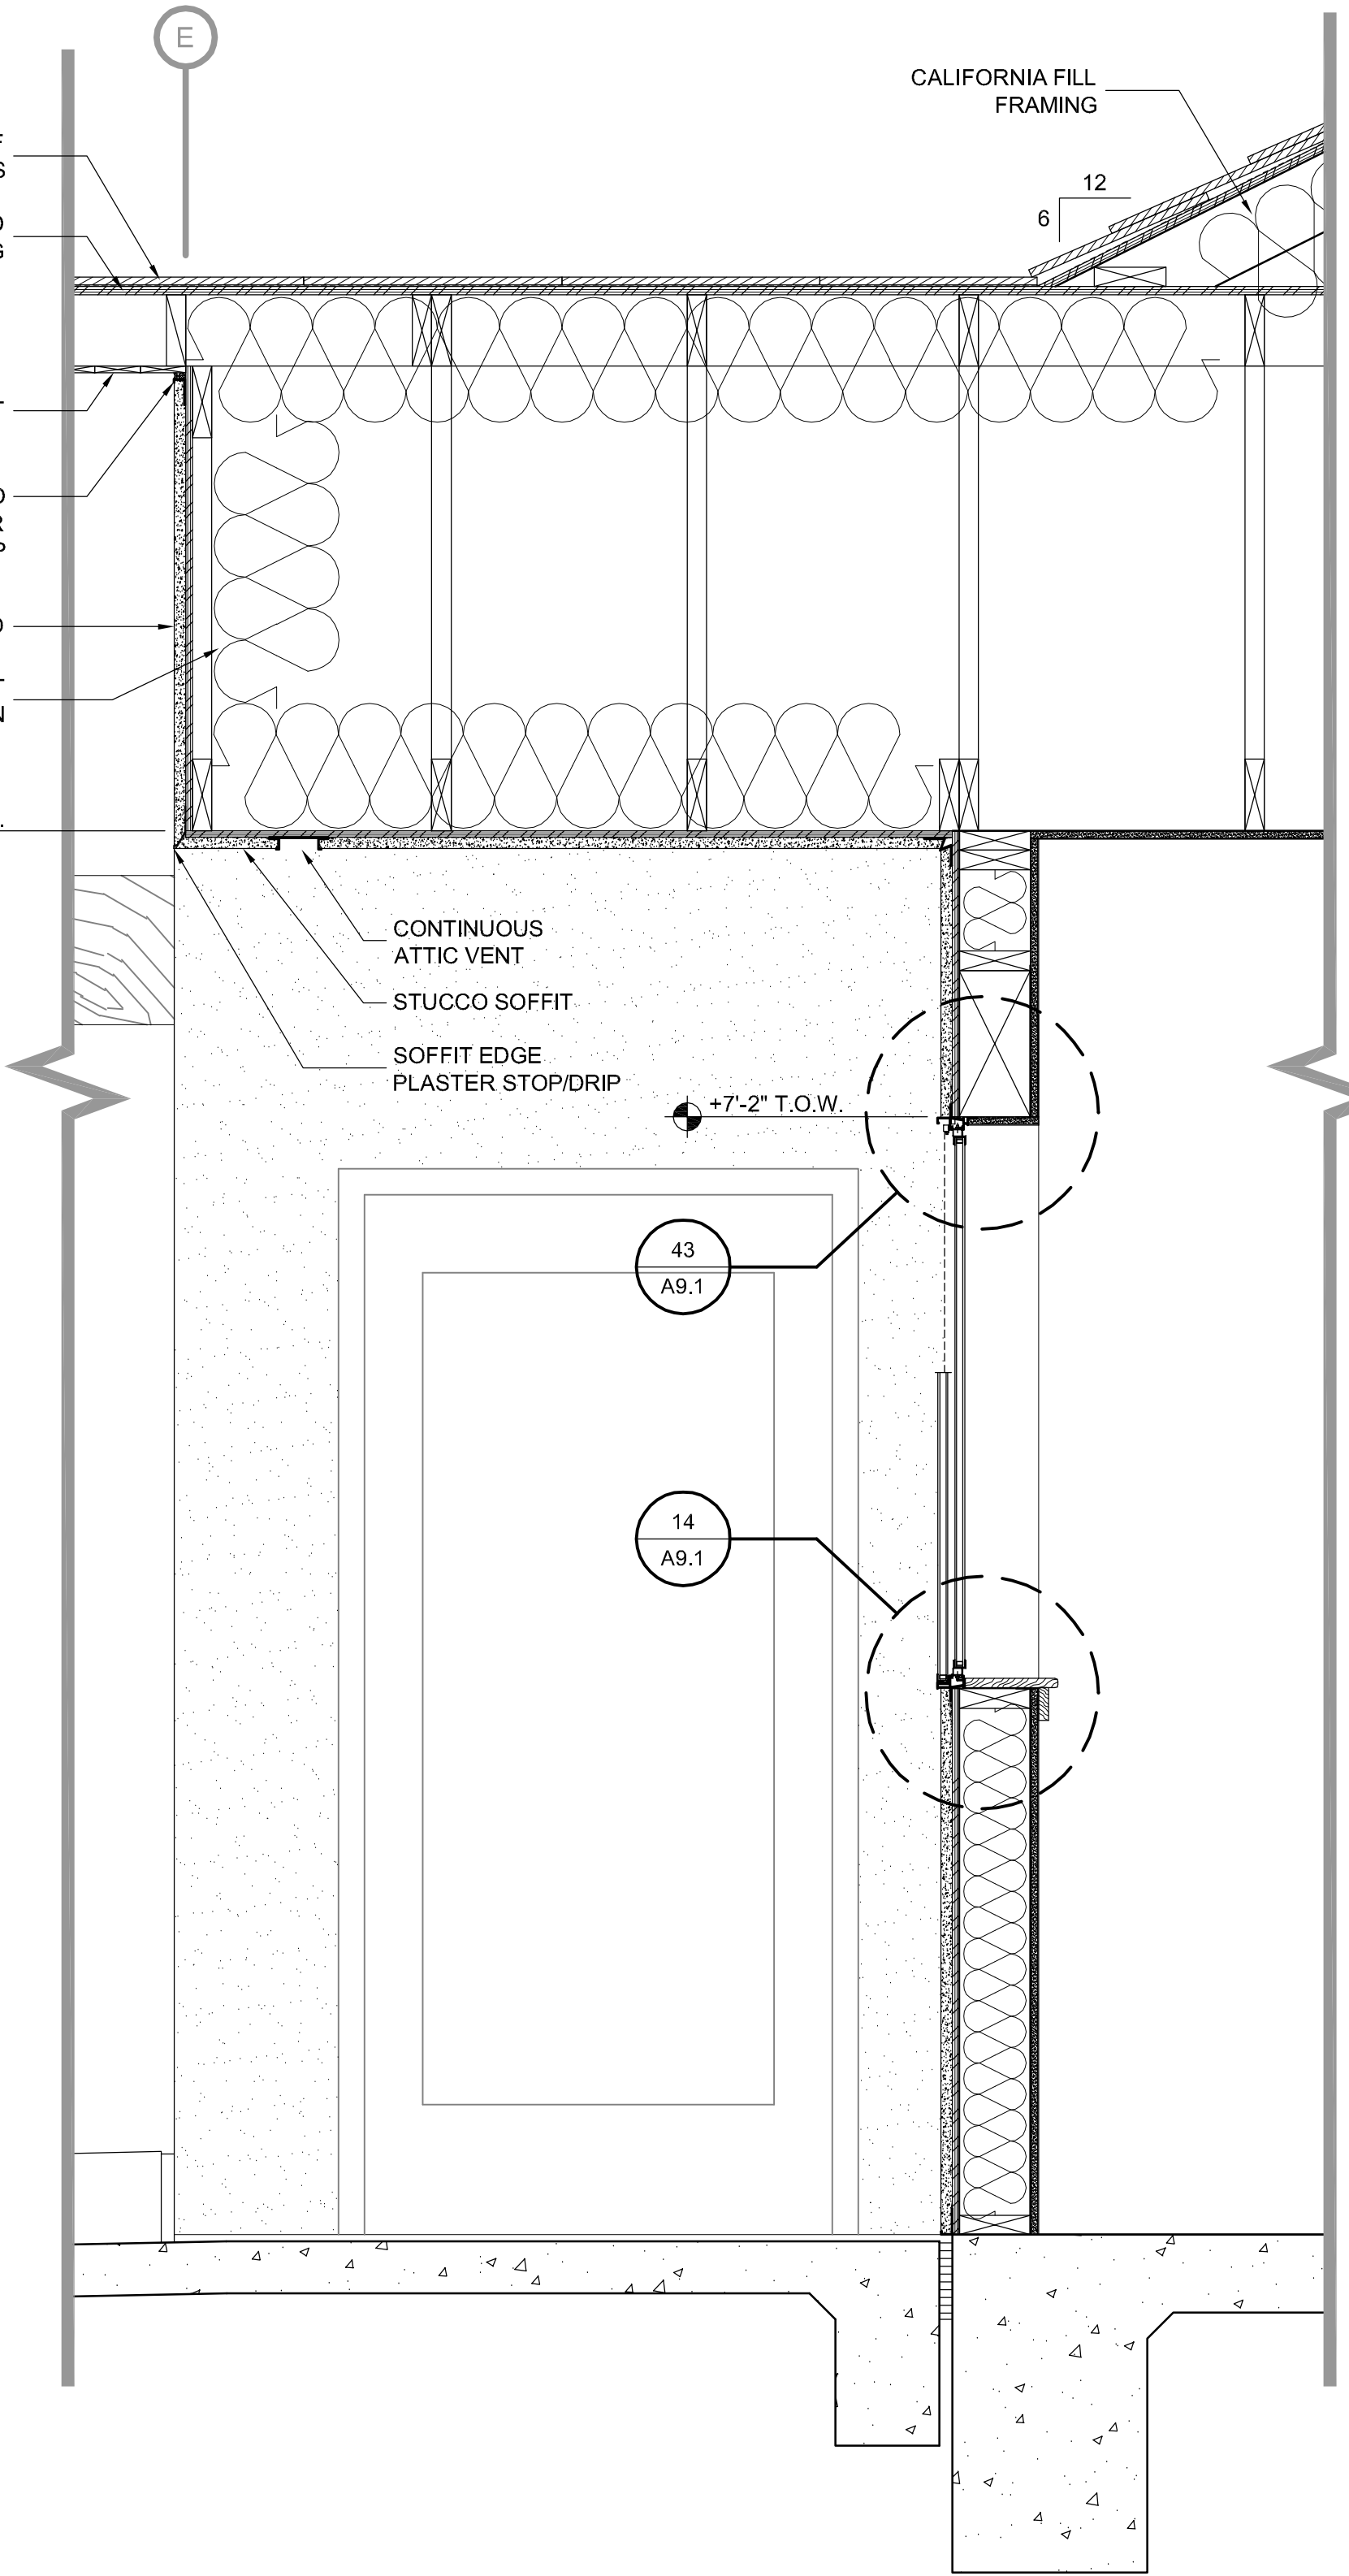 E
CALIFORNIA FILL
FRAMING
12
6
CONTINUOUS
ATTIC VENT
STUCCO SOFFIT
SOFFIT EDGE
PLASTER STOP/DRIP
+7'-2" T.O.W.
43
A9.1
14
A9.1